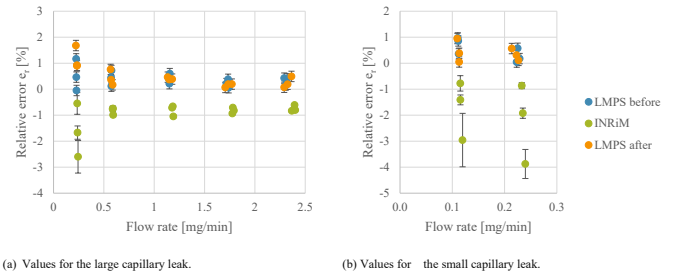 3
2
1
0
-1
-2
-3
-4
Relative error eᵣ [%]
0 0.5 1 1.5 2 2.5
Flow rate [mg/min]
2
1
0
-1
-2
-3
-4
-5
Relative error eᵣ [%]
0.0 0.1 0.2 0.3
Flow rate [mg/min]
LMPS before
INRiM
LMPS after
(a) Values for the large capillary leak.
(b) Values for the small capillary leak.